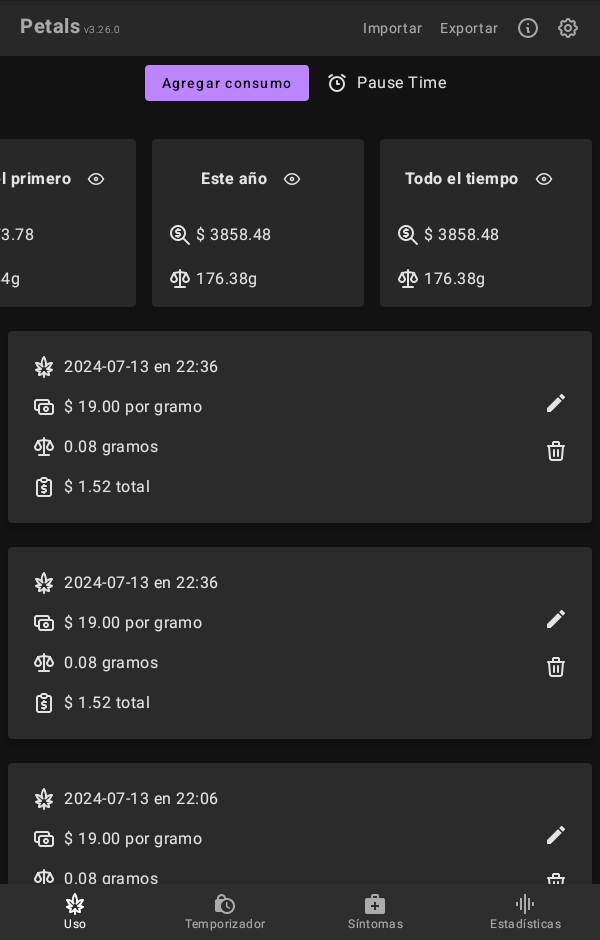 Petals v3.26.0 Importar Exportar
Agregar consumo Pause Time
l primero
3.78
4g
Este año
$ 3858.48
176.38g
Todo el tiempo
$ 3858.48
176.38g
2024-07-13 en 22:36
$ 19.00 por gramo
0.08 gramos
$ 1.52 total
2024-07-13 en 22:36
$ 19.00 por gramo
0.08 gramos
$ 1.52 total
2024-07-13 en 22:06
$ 19.00 por gramo
0.08 gramos
Uso Temporizador Síntomas Estadísticas